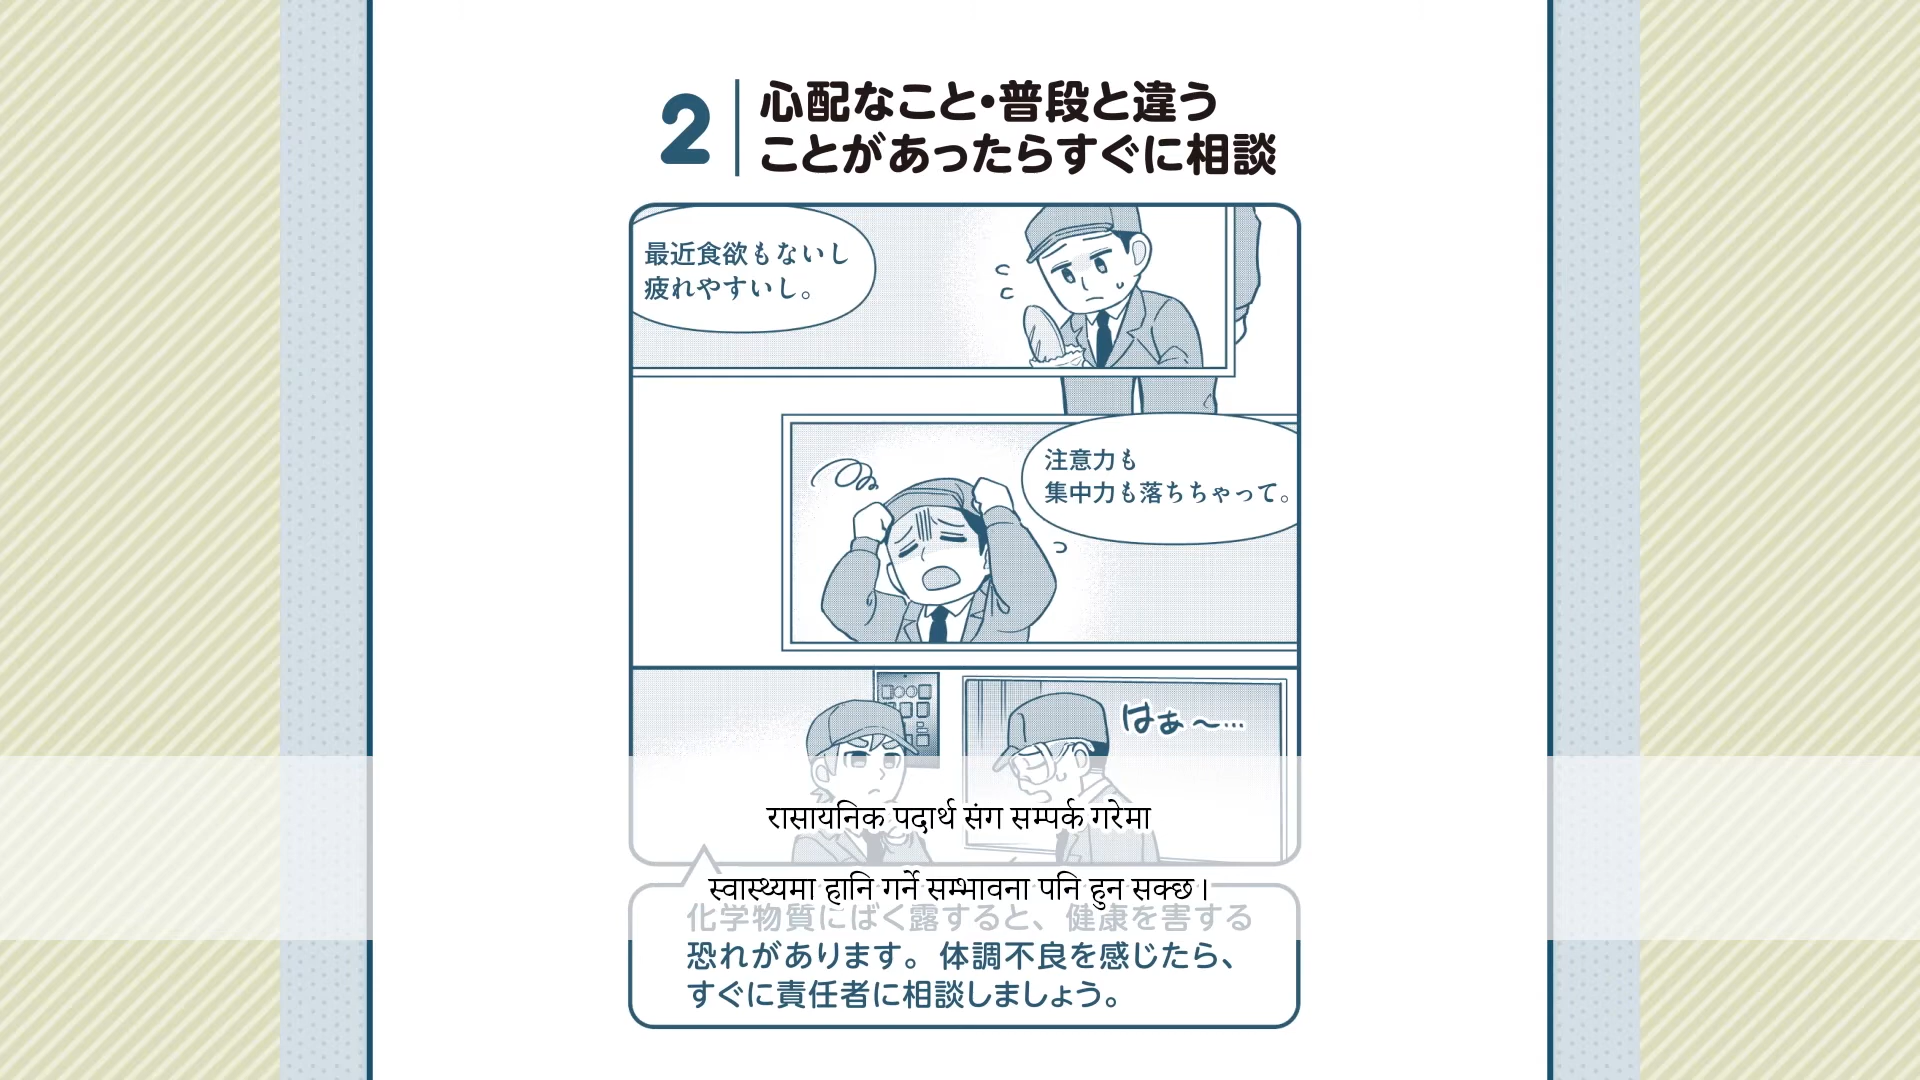 2
心配なこと・普段と違う
ことがあったらすぐに相談
最近食欲もないし
疲れやすいし。
注意力も
集中力も落ちちゃって。
はぁ〜…
रासायनिक पदार्थ संग सम्पर्क गरेमा
स्वास्थ्यमा हानि गर्ने सम्भावना पनि हुन सक्छ।
化学物質にばく露すると、健康を害する
恐れがあります。体調不良を感じたら、
すぐに責任者に相談しましょう。